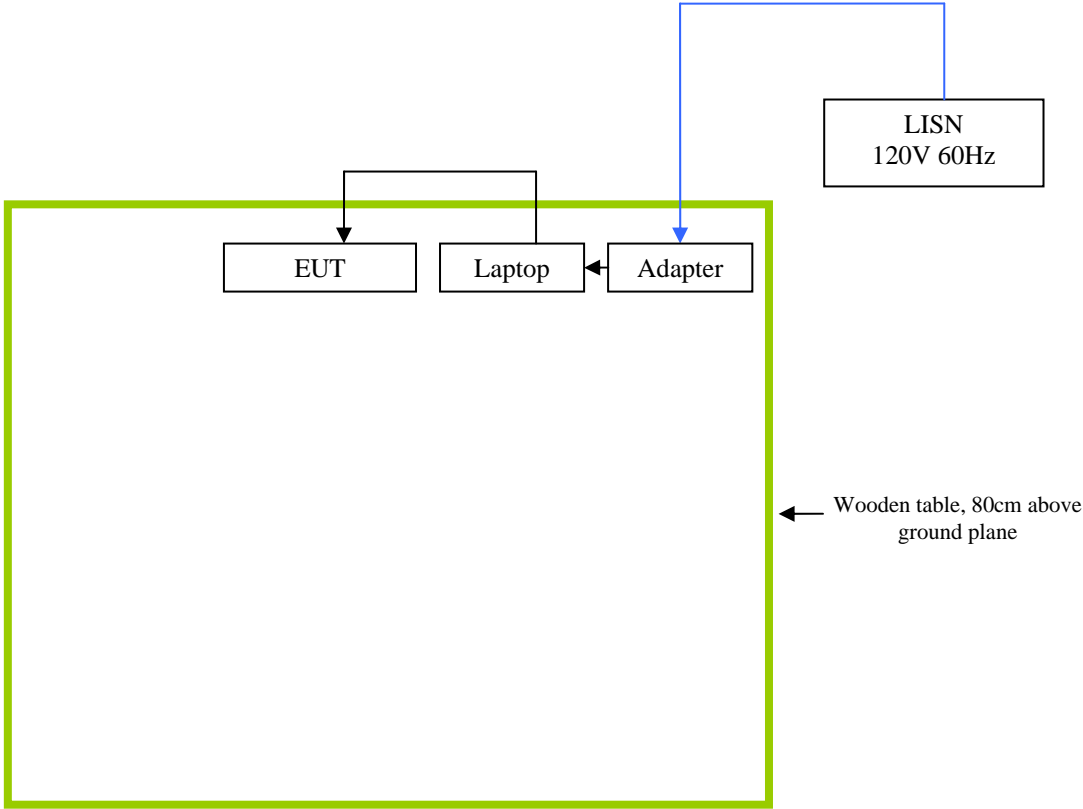 LISN
120V 60Hz
EUT
Laptop
Adapter
Wooden table, 80cm above
ground plane